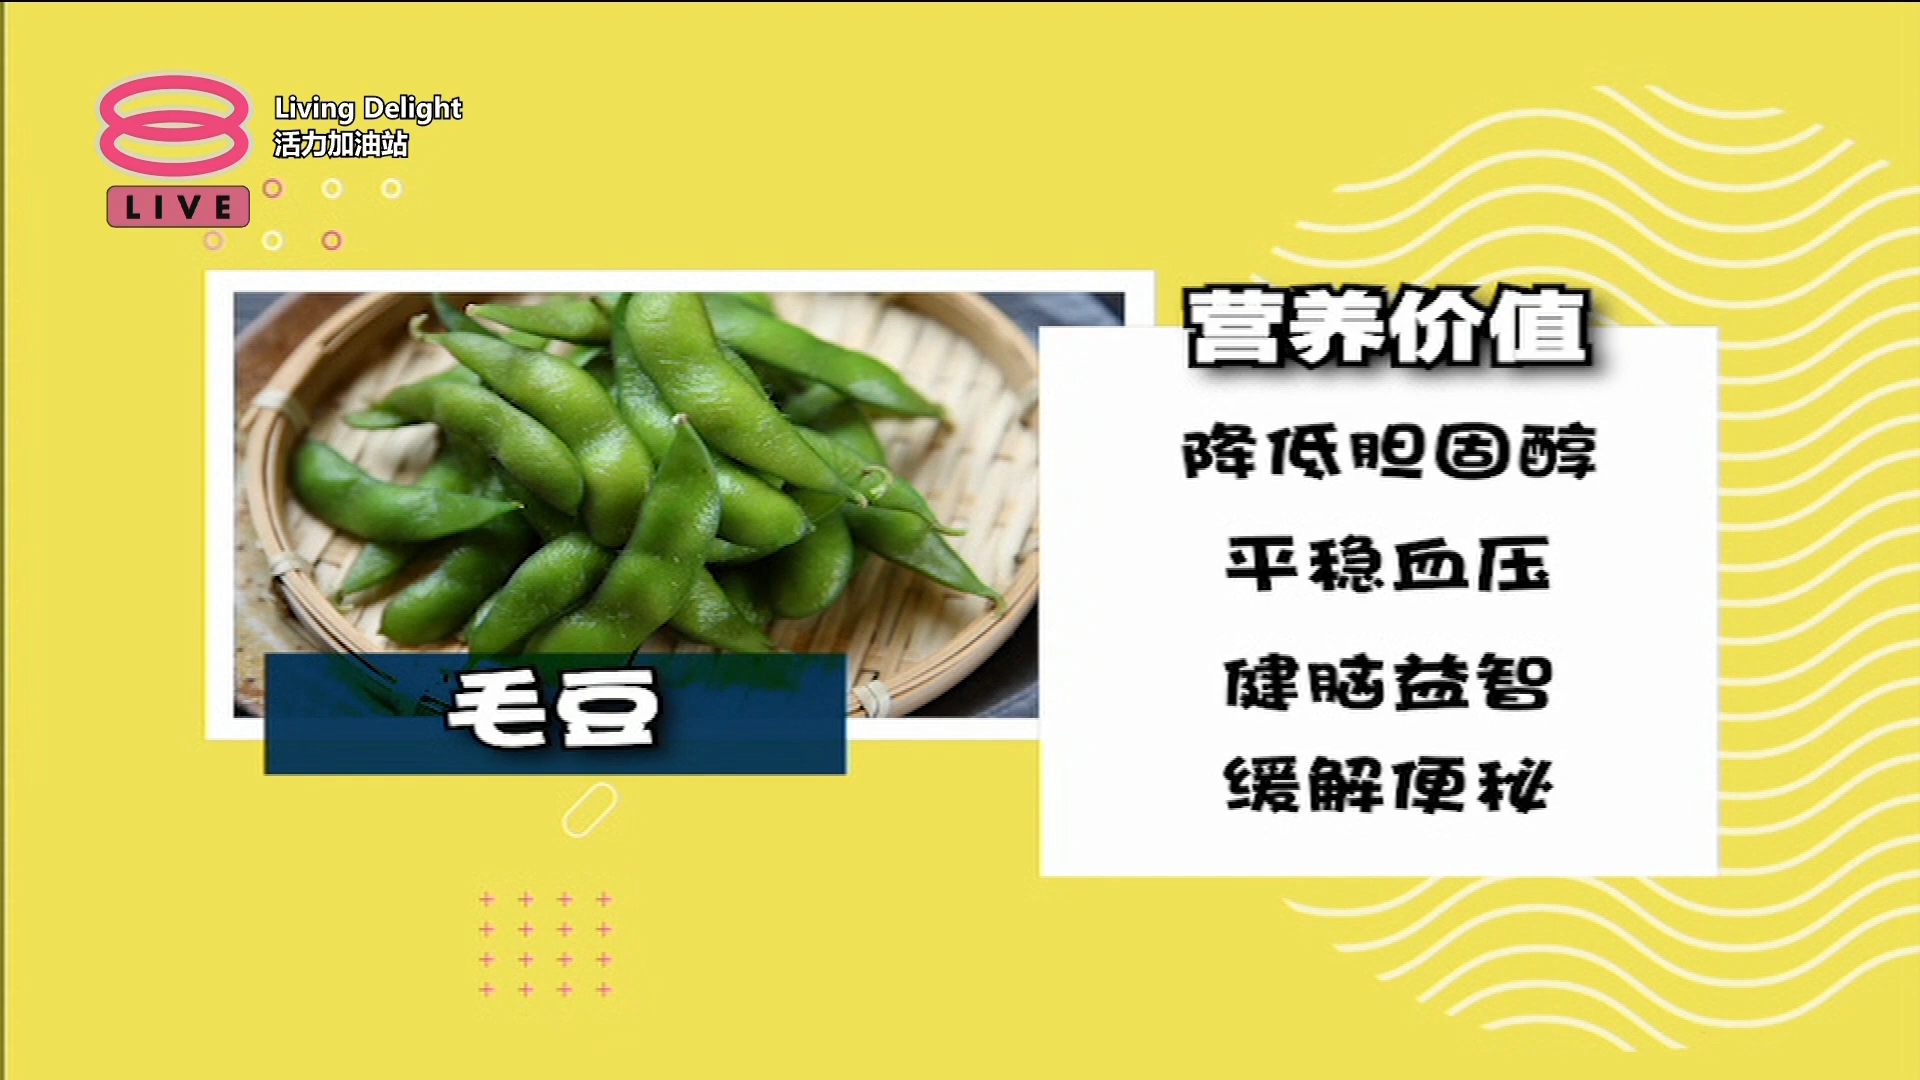 Living Delight
活力加油站
LIVE
营养价值
降低胆固醇
平稳血压
健脑益智
缓解便秘
毛豆